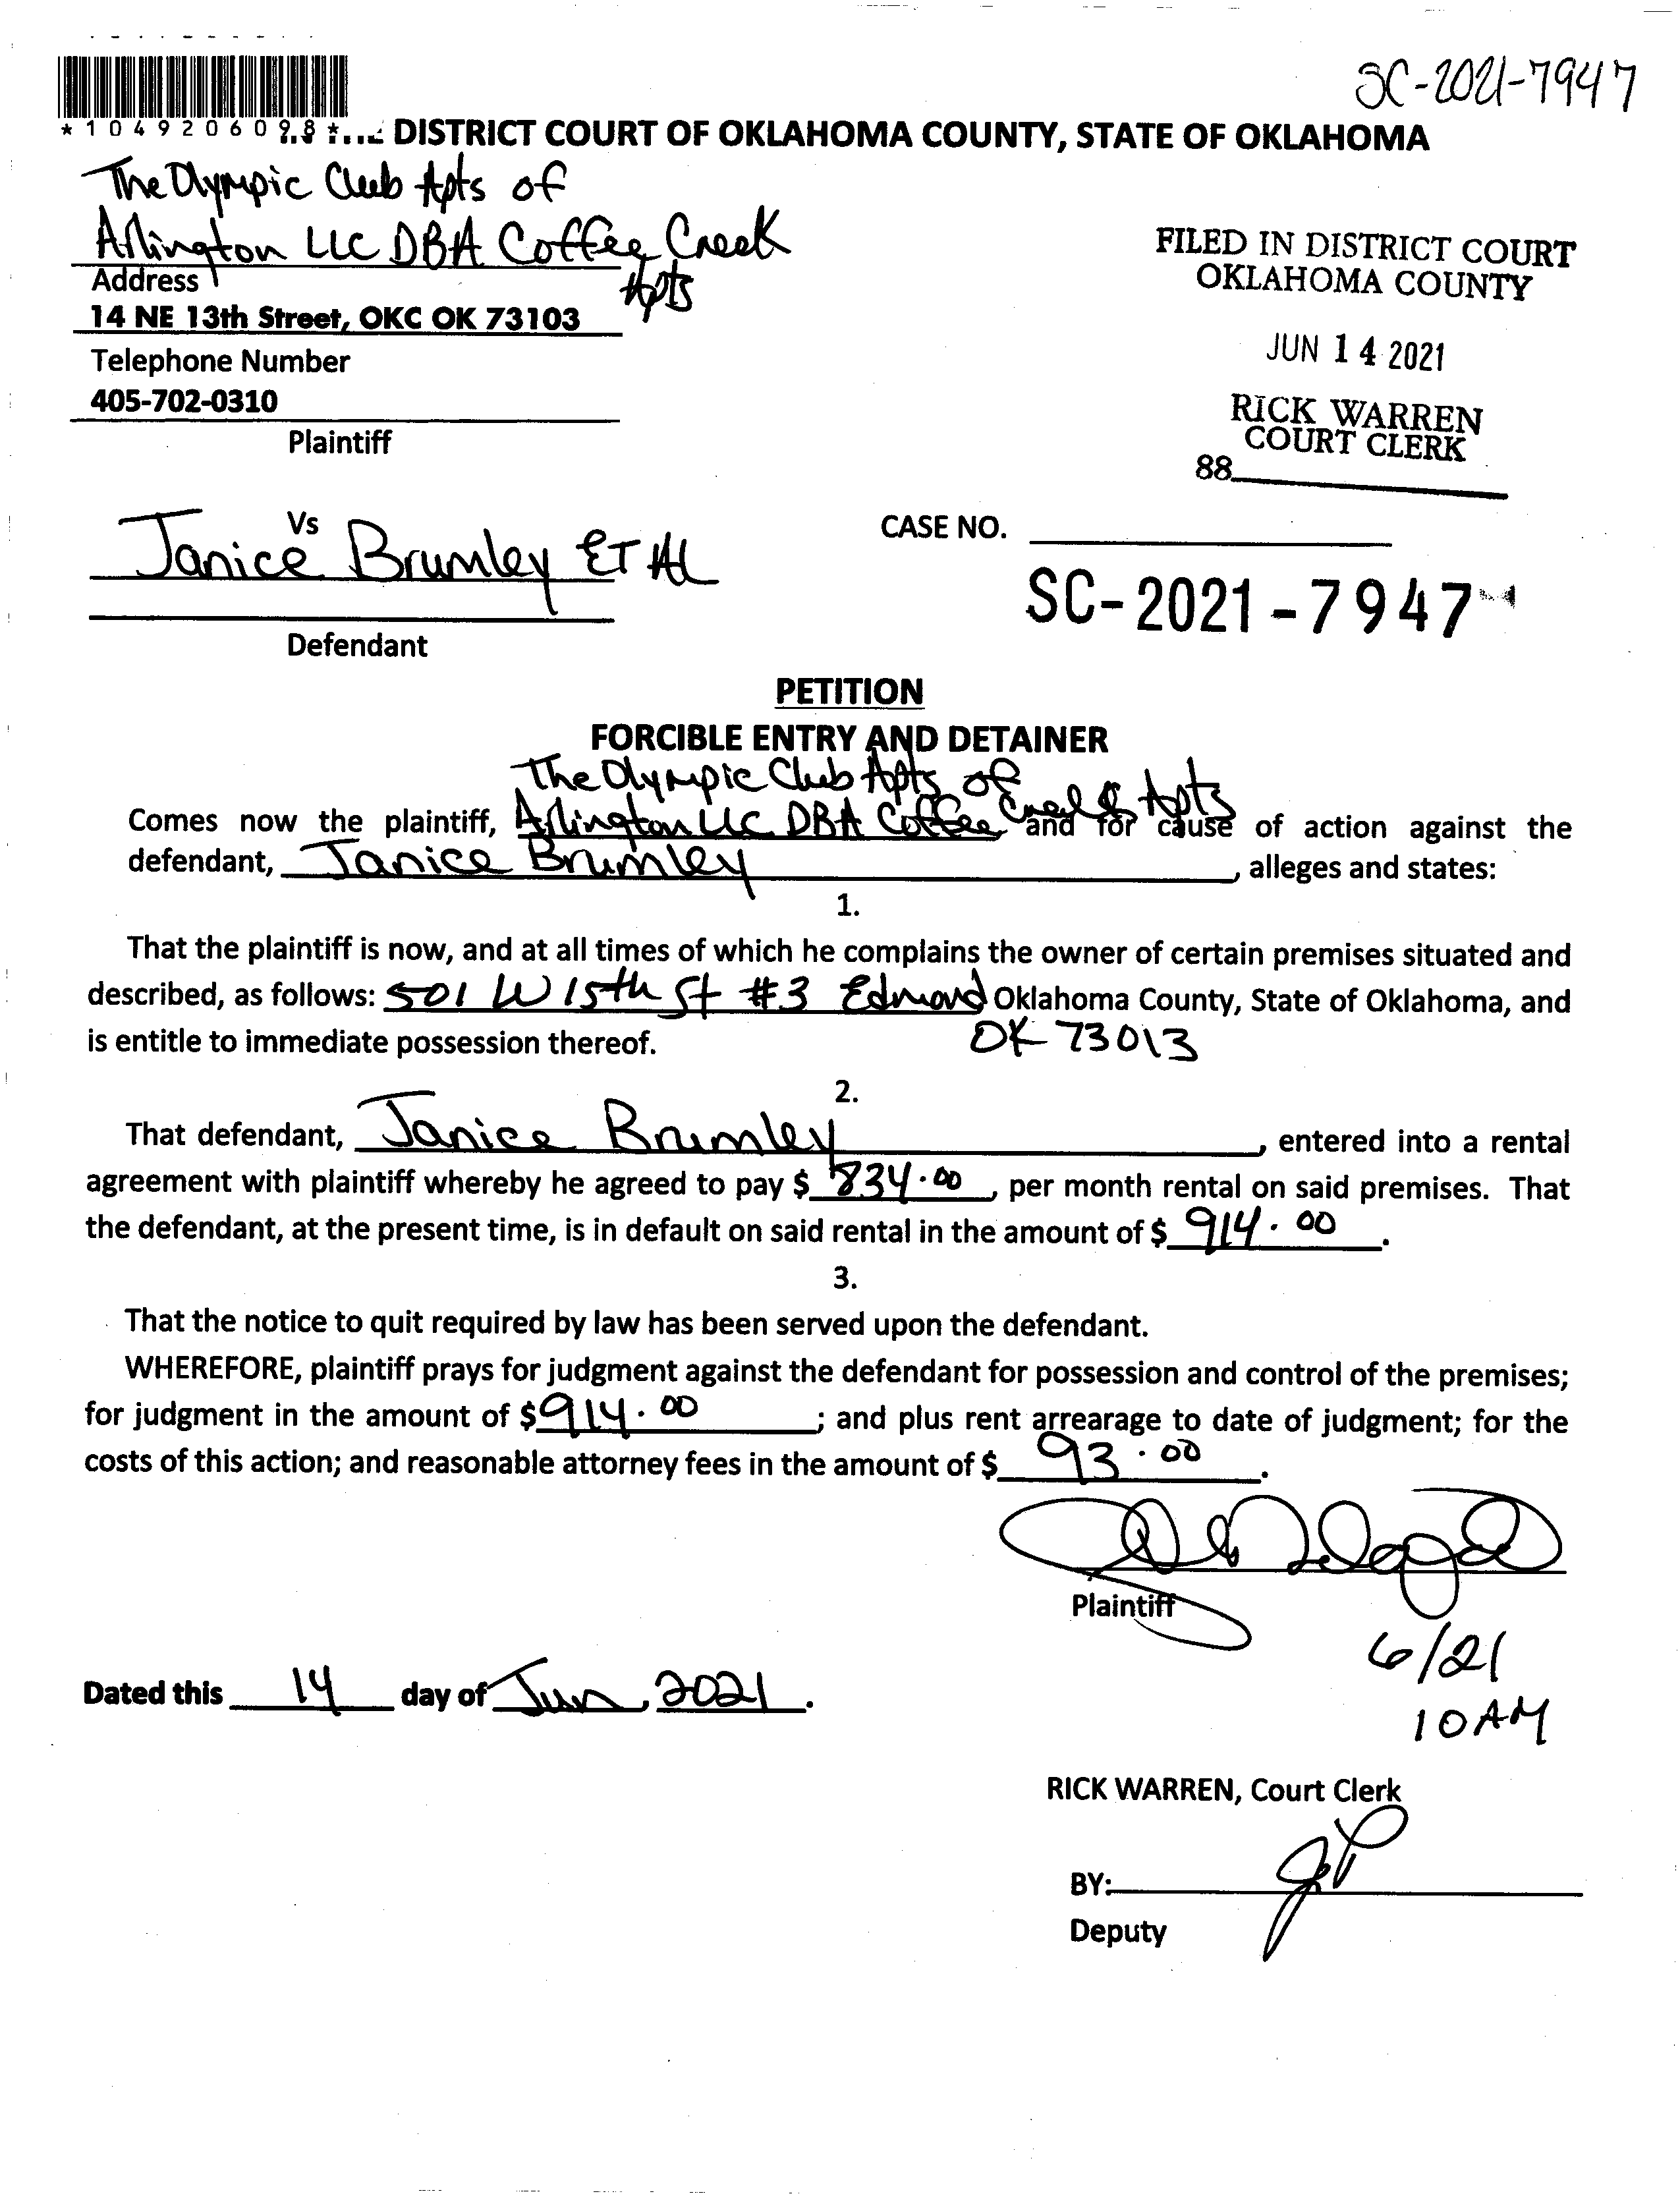 SC-2021-7947
*1049206098* DISTRICT COURT OF OKLAHOMA COUNTY, STATE OF OKLAHOMA
The Olympic Club Apts of
Arlington LLC DBA Coffee Creek
Apts
Address
14 NE 13th Street, OKC OK 73103
Telephone Number
405-702-0310
Plaintiff
FILED IN DISTRICT COURT
OKLAHOMA COUNTY
JUN 14 2021
RICK WARREN
COURT CLERK
88
Vs
Janice Brumley ET AL
Defendant
CASE NO.
SC-2021-7947
PETITION
FORCIBLE ENTRY AND DETAINER
The Olympic Club Apts of
Comes now the plaintiff, Arlington LLC DBA Coffee Creek Apts and for cause of action against the
defendant, Janice Brumley, alleges and states:
1.
That the plaintiff is now, and at all times of which he complains the owner of certain premises situated and
described, as follows: 501 W 15th St #3 Edmond Oklahoma County, State of Oklahoma, and
OK 73013
is entitle to immediate possession thereof.
2.
That defendant, Janice Brumley, entered into a rental
agreement with plaintiff whereby he agreed to pay $ 834.00, per month rental on said premises. That
the defendant, at the present time, is in default on said rental in the amount of $ 914.00.
3.
That the notice to quit required by law has been served upon the defendant.
WHEREFORE, plaintiff prays for judgment against the defendant for possession and control of the premises;
for judgment in the amount of $ 914.00; and plus rent arrearage to date of judgment; for the
costs of this action; and reasonable attorney fees in the amount of $ 93.00.
Plaintiff
6/21
10 AM
Dated this 14 day of Jun, 2021.
RICK WARREN, Court Clerk
BY:
Deputy